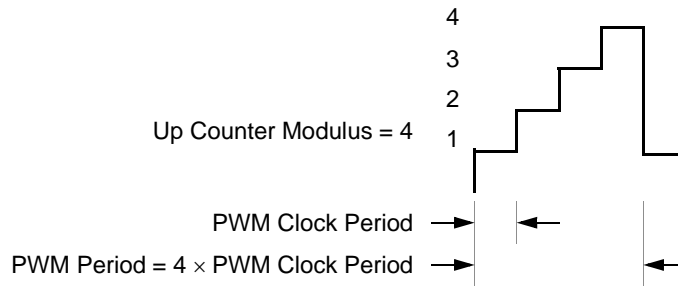 4
3
2
Up Counter Modulus = 4
1
PWM Clock Period
PWM Period = 4 × PWM Clock Period